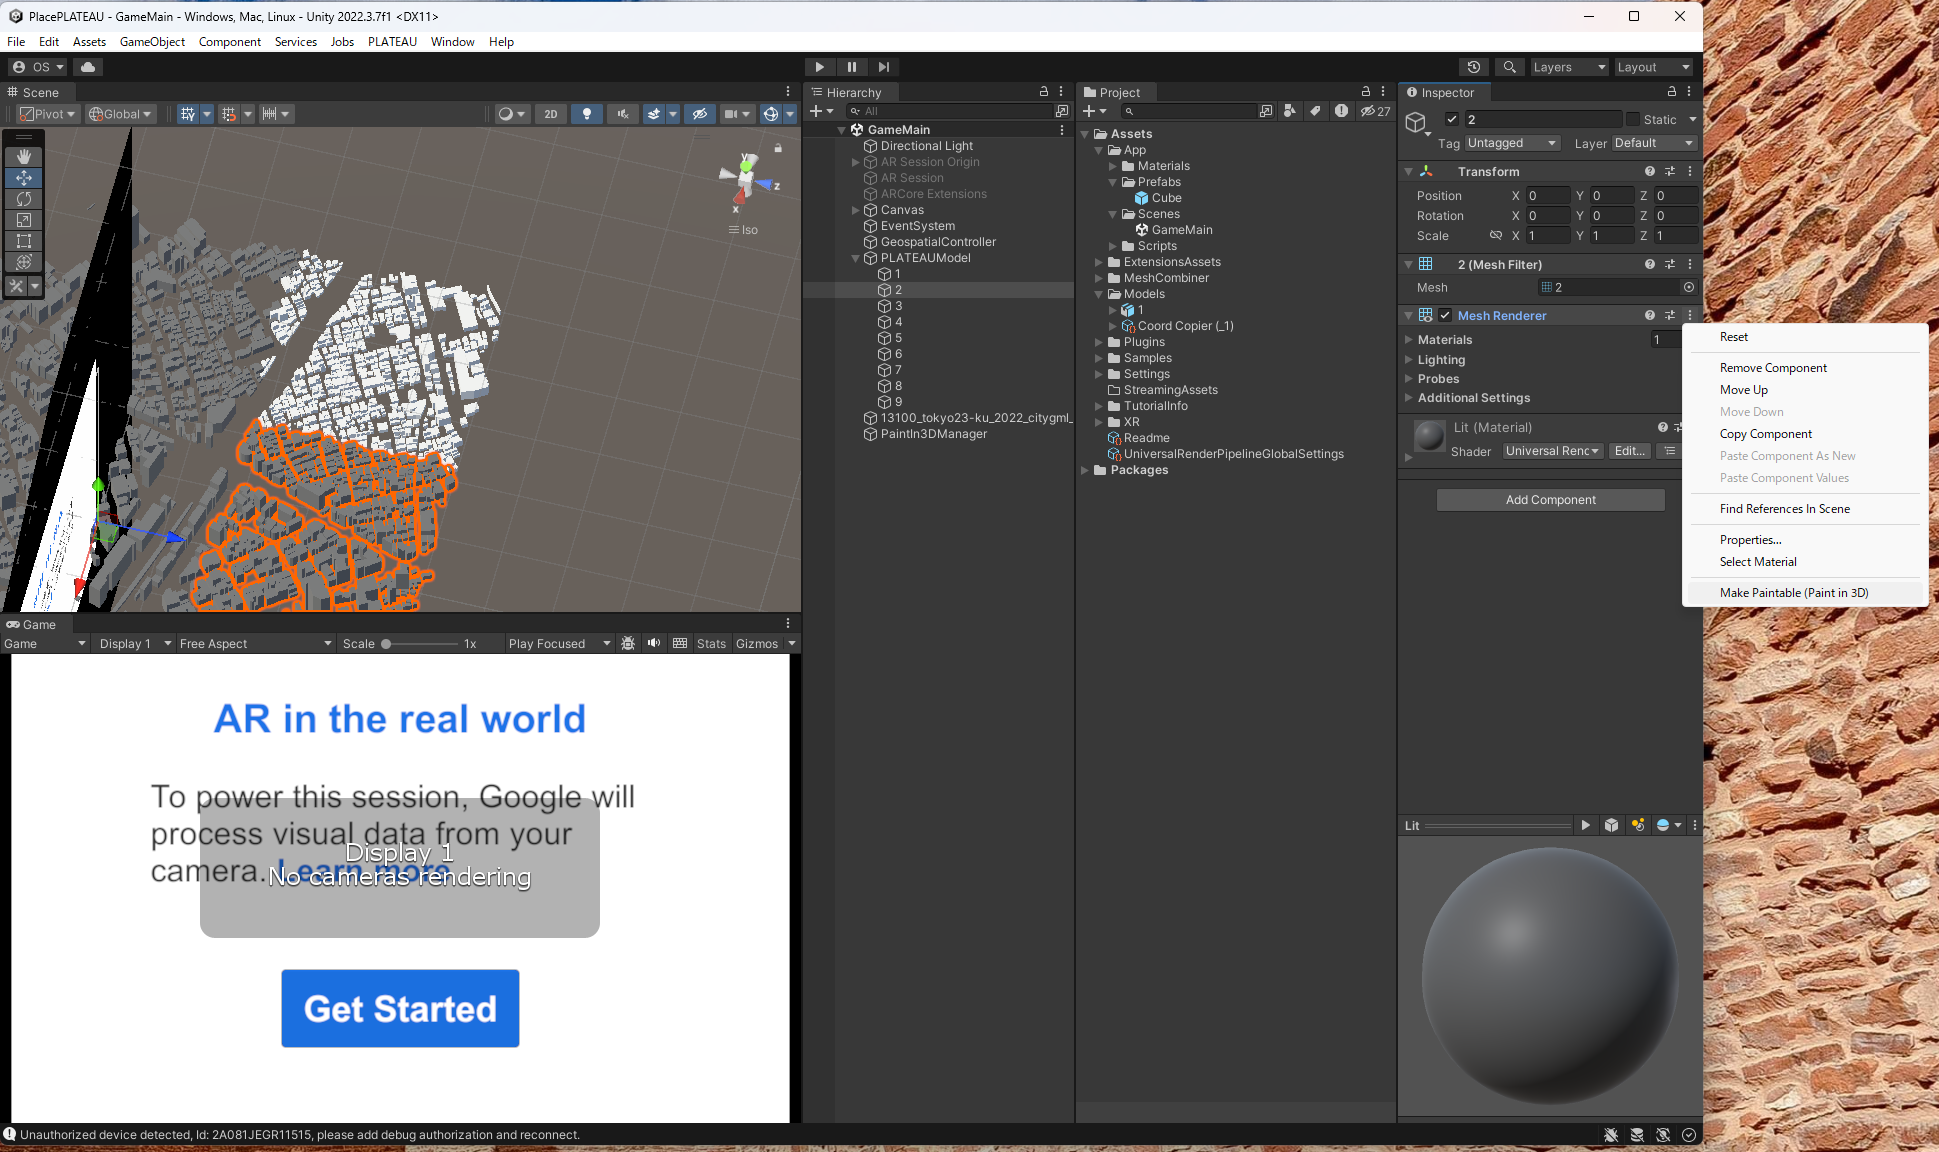 PlacePLATEAU - GameMain - Windows, Mac, Linux - Unity 2022.3.7f1 <DX11>
File Edit Assets GameObject Component Services Jobs PLATEAU Window Help
OS
Layers
Layout
Scene
Pivot
Global
2D
y
z
x
Iso
Game
Game
Display 1
Free Aspect
Scale
1x
Play Focused
Stats
Gizmos
AR in the real world
To power this session, Google will
process visual data from your
camera. Learn more
Display 1
No cameras rendering
Get Started
Hierarchy
All
GameMain
Directional Light
AR Session Origin
AR Session
ARCore Extensions
Canvas
EventSystem
GeospatialController
PLATEAUModel
1
2
3
4
5
6
7
8
9
13100_tokyo23-ku_2022_citygml_
PaintIn3DManager
Project
27
Assets
App
Materials
Prefabs
Cube
Scenes
GameMain
Scripts
ExtensionsAssets
MeshCombiner
Models
1
Coord Copier (_1)
Plugins
Samples
Settings
StreamingAssets
TutorialInfo
XR
Readme
UniversalRenderPipelineGlobalSettings
Packages
Inspector
2
Static
Tag Untagged
Layer Default
Transform
Position X 0 Y 0 Z 0
Rotation X 0 Y 0 Z 0
Scale X 1 Y 1 Z 1
2 (Mesh Filter)
Mesh 2
Mesh Renderer
Materials 1
Lighting
Probes
Additional Settings
Lit (Material)
Shader Universal Renc Edit...
Add Component
Reset
Remove Component
Move Up
Move Down
Copy Component
Paste Component As New
Paste Component Values
Find References In Scene
Properties...
Select Material
Make Paintable (Paint in 3D)
Lit
Unauthorized device detected, Id: 2A081JEGR11515, please add debug authorization and reconnect.